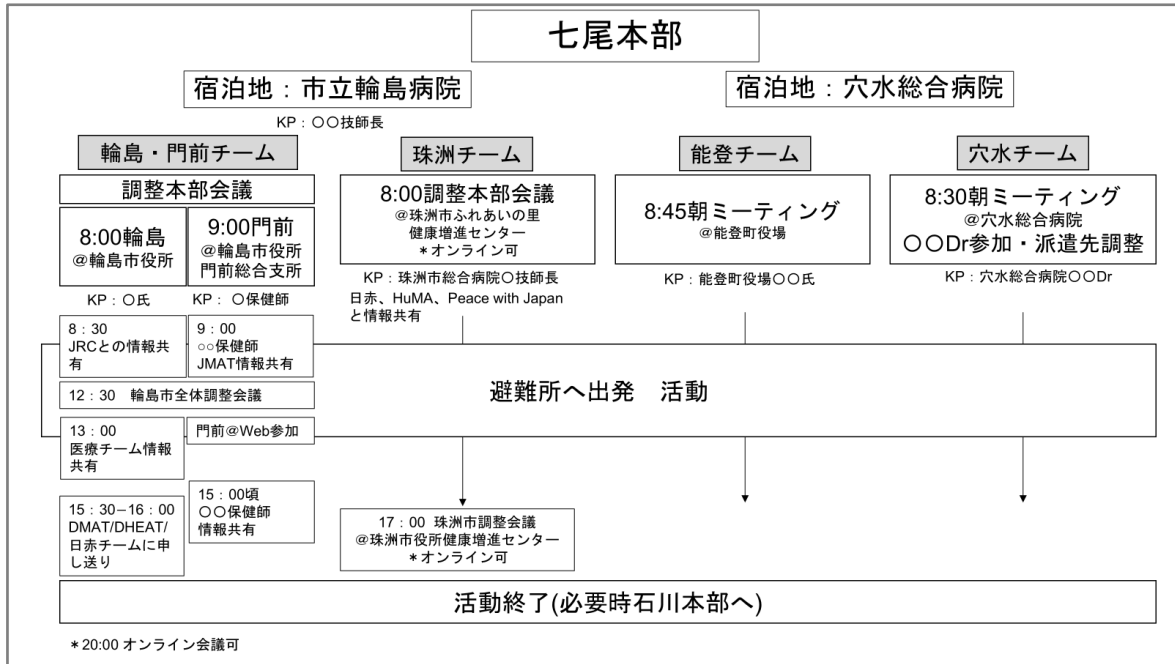 七尾本部
宿泊地：市立輪島病院
KP：〇〇技師長
宿泊地：穴水総合病院
輪島・門前チーム
調整本部会議
8:00輪島
@輪島市役所
KP：〇氏
9:00門前
@輪島市役所
門前総合支所
KP： 〇保健師
珠洲チーム
8:00調整本部会議
@珠洲市ふれあいの里
健康増進センター
＊オンライン可
KP：珠洲市総合病院〇技師長
日赤、HuMA、Peace with Japan
と情報共有
能登チーム
8:45朝ミーティング
@能登町役場
KP：能登町役場〇〇氏
穴水チーム
8:30朝ミーティング
@穴水総合病院
〇〇Dr参加・派遣先調整
KP：穴水総合病院〇〇Dr
8：30
JRCとの情報共
有
9：00
○○保健師
JMAT情報共有
12：30　輪島市全体調整会議
避難所へ出発　活動
13：00
医療チーム情報
共有
門前@Web参加
15：30−16：00
DMAT/DHEAT/
日赤チームに申
し送り
15：00頃
〇〇保健師
情報共有
17：00 珠洲市調整会議
@珠洲市役所健康増進センター
＊オンライン可
活動終了(必要時石川本部へ)
＊20:00 オンライン会議可